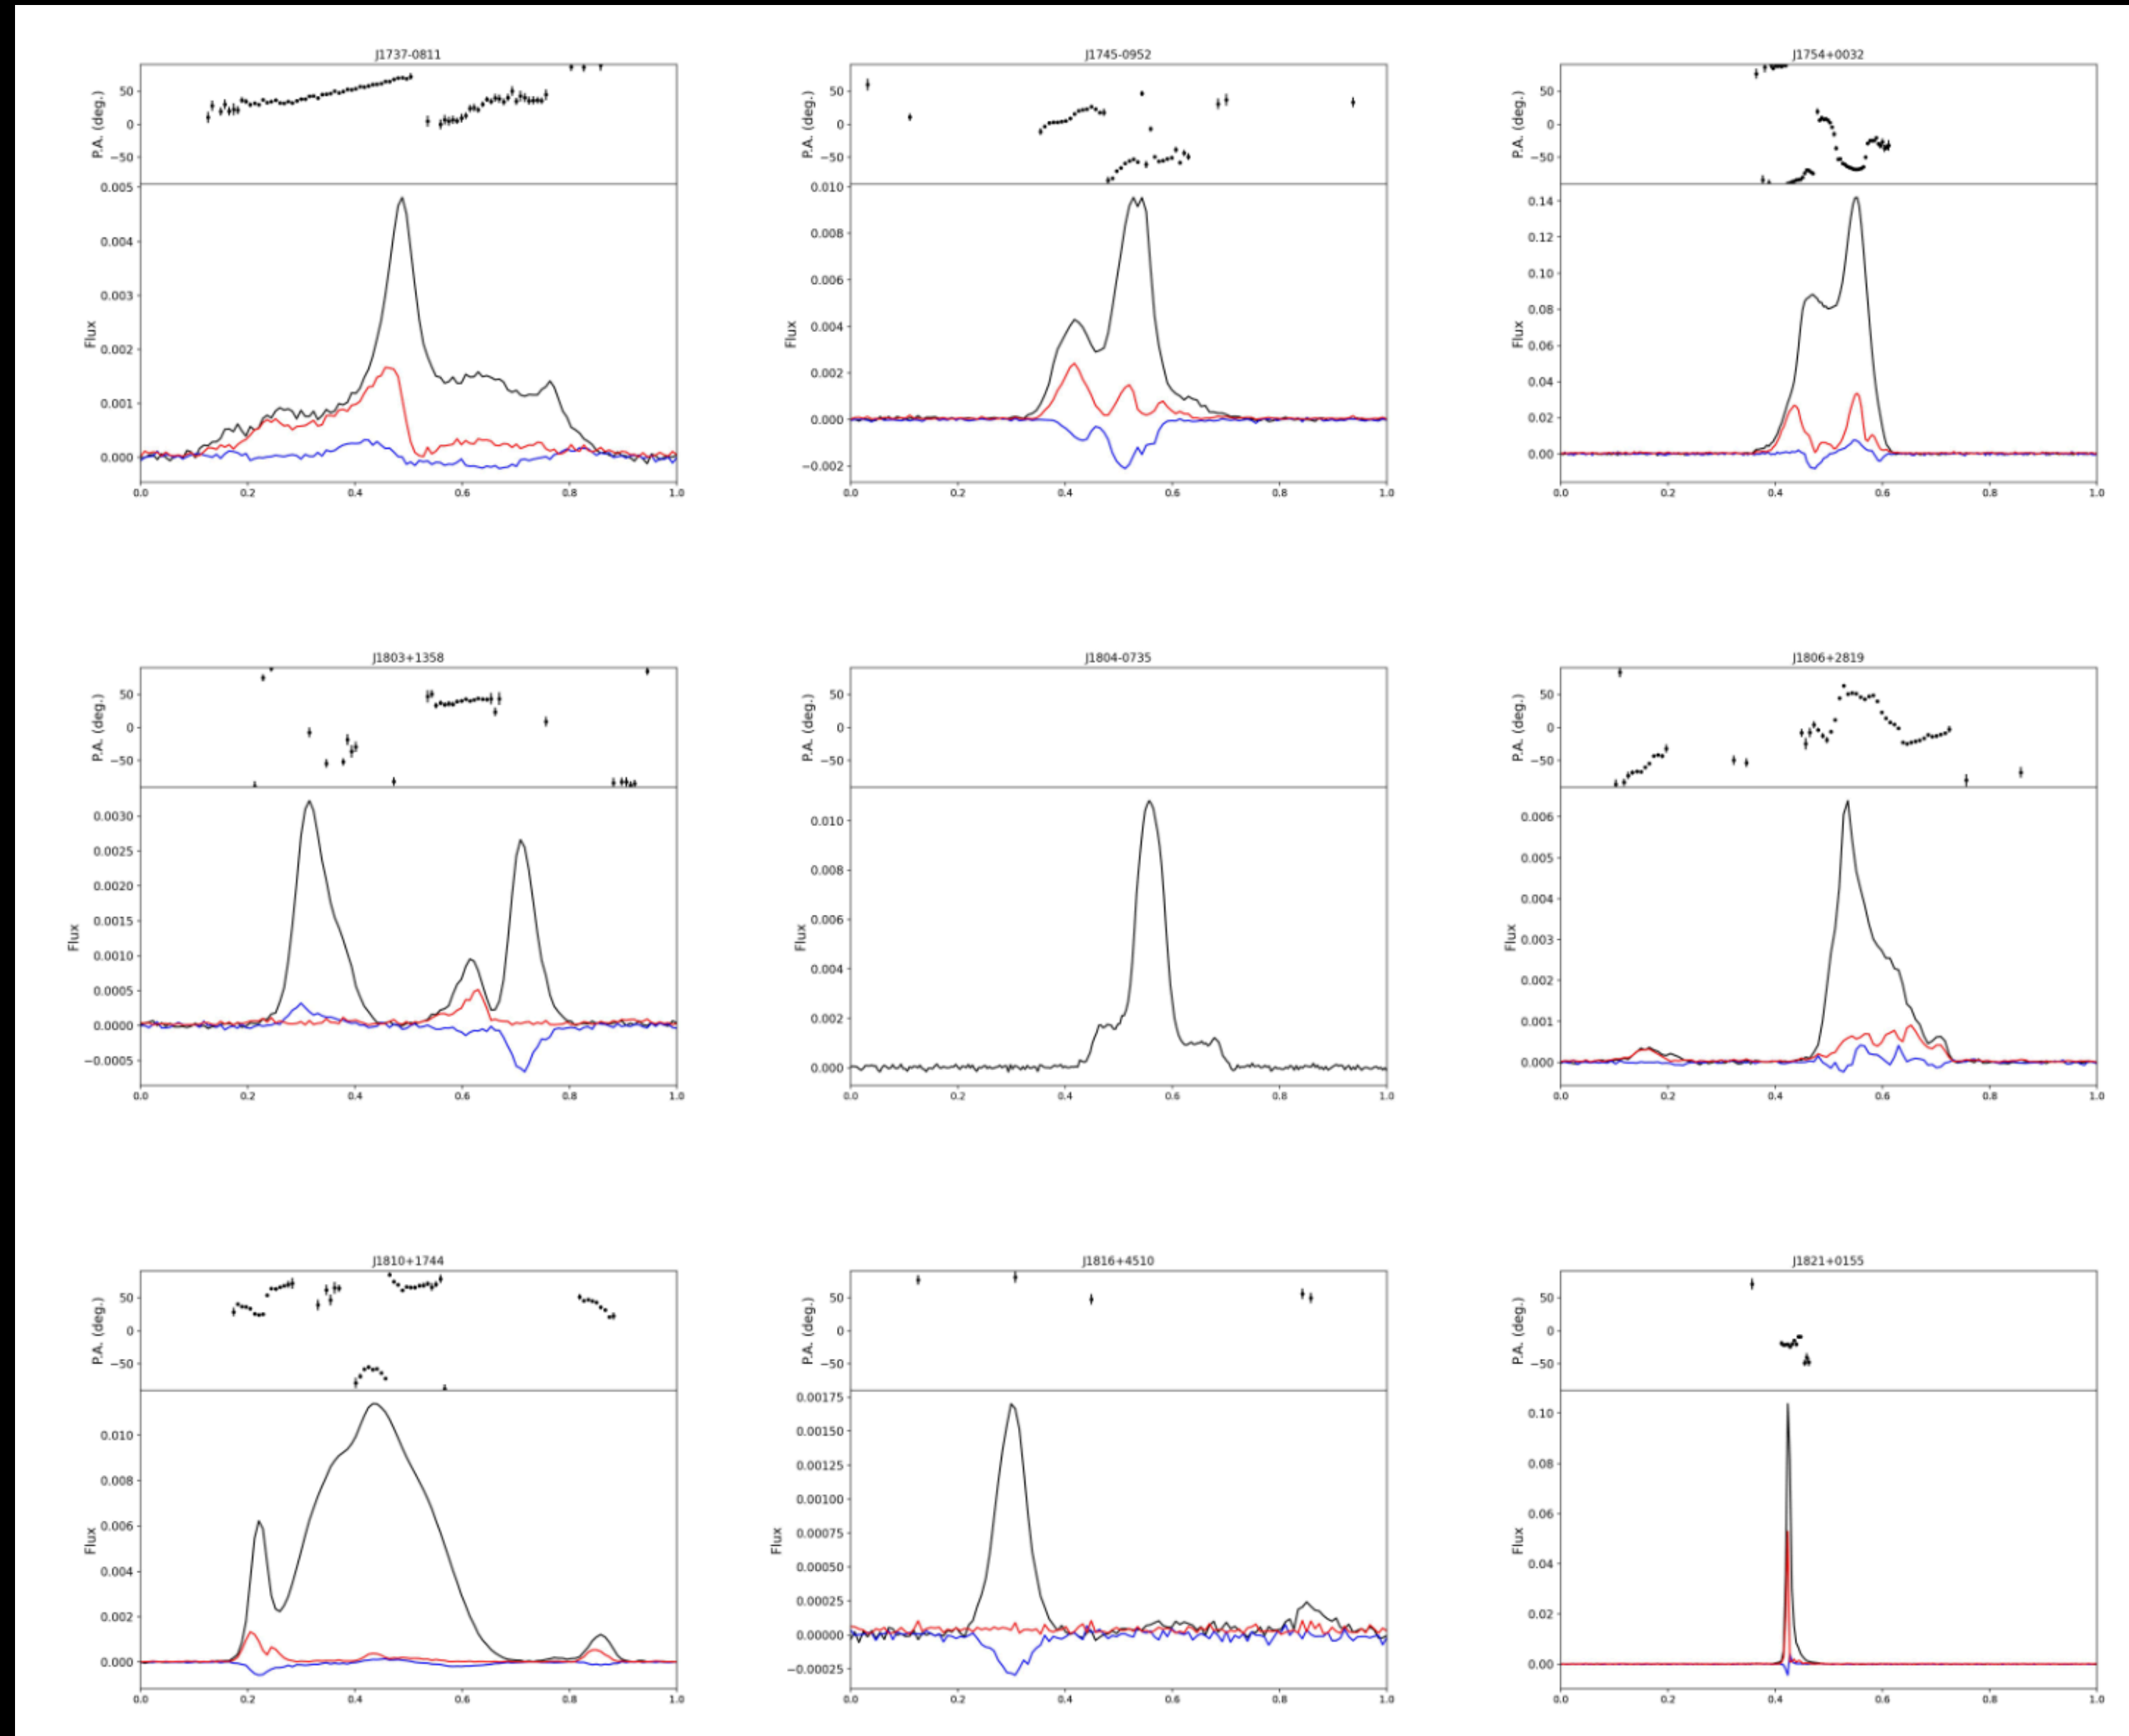 J1737-0811
P.A. (deg.)
50
0
−50
Flux
0.005
0.004
0.003
0.002
0.001
0.000
0.0 0.2 0.4 0.6 0.8 1.0
J1745-0952
P.A. (deg.)
50
0
−50
Flux
0.010
0.008
0.006
0.004
0.002
0.000
−0.002
0.0 0.2 0.4 0.6 0.8 1.0
J1754+0032
P.A. (deg.)
50
0
−50
Flux
0.14
0.12
0.10
0.08
0.06
0.04
0.02
0.00
0.0 0.2 0.4 0.6 0.8 1.0
J1803+1358
P.A. (deg.)
50
0
−50
Flux
0.0030
0.0025
0.0020
0.0015
0.0010
0.0005
0.0000
−0.0005
0.0 0.2 0.4 0.6 0.8 1.0
J1804-0735
P.A. (deg.)
50
0
−50
Flux
0.010
0.008
0.006
0.004
0.002
0.000
0.0 0.2 0.4 0.6 0.8 1.0
J1806+2819
P.A. (deg.)
50
0
−50
Flux
0.006
0.005
0.004
0.003
0.002
0.001
0.000
0.0 0.2 0.4 0.6 0.8 1.0
J1810+1744
P.A. (deg.)
50
0
−50
Flux
0.010
0.008
0.006
0.004
0.002
0.000
0.0 0.2 0.4 0.6 0.8 1.0
J1816+4510
P.A. (deg.)
50
0
−50
Flux
0.00175
0.00150
0.00125
0.00100
0.00075
0.00050
0.00025
0.00000
−0.00025
0.0 0.2 0.4 0.6 0.8 1.0
J1821+0155
P.A. (deg.)
50
0
−50
Flux
0.10
0.08
0.06
0.04
0.02
0.00
0.0 0.2 0.4 0.6 0.8 1.0